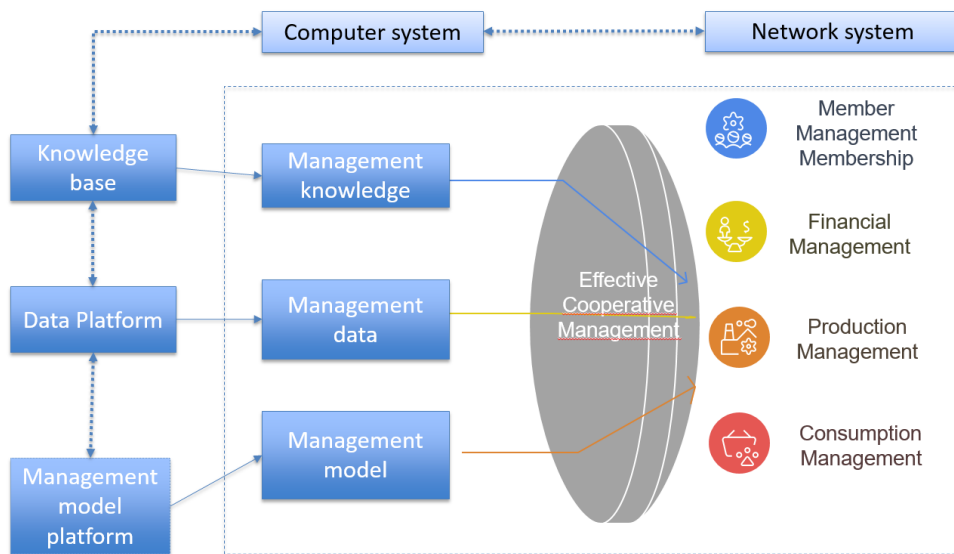 Computer system
Network system
Knowledge
base
Management
knowledge
Member
Management
Membership
Financial
Management
Data Platform
Management
data
Effective
Cooperative
Management
Production
Management
Management
model
platform
Management
model
Consumption
Management